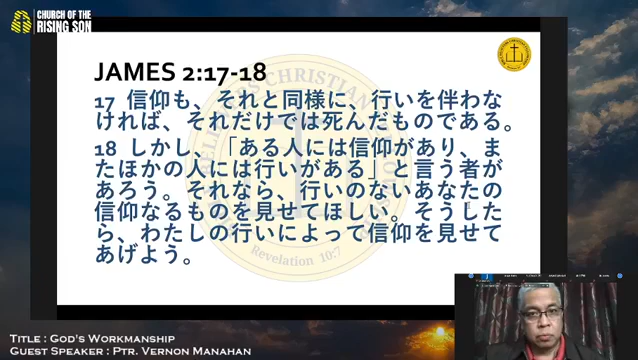 CHURCH OF THE
RISING SON
JAMES 2:17-18
17 信仰も、それと同様に、行いを伴わな
ければ、それだけでは死んだものである。
18 しかし、「ある人には信仰があり、ま
たほかの人には行いがある」と言う者が
あろう。それなら、行いのないあなたの
信仰なるものを見せてほしい。そうした
ら、わたしの行いによって信仰を見せて
あげよう。
Revelation 10:7
Title : God's Workmanship
Guest Speaker : Ptr. Vernon Manahan